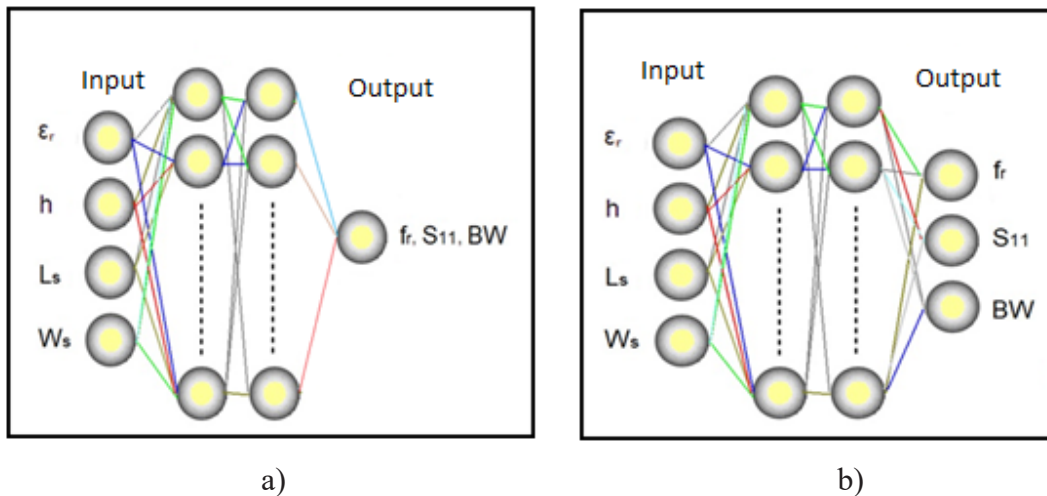 Input
Output
εr
h
Ls
Ws
fr, S11, BW
a)
Input
Output
εr
h
Ls
Ws
fr
S11
BW
b)